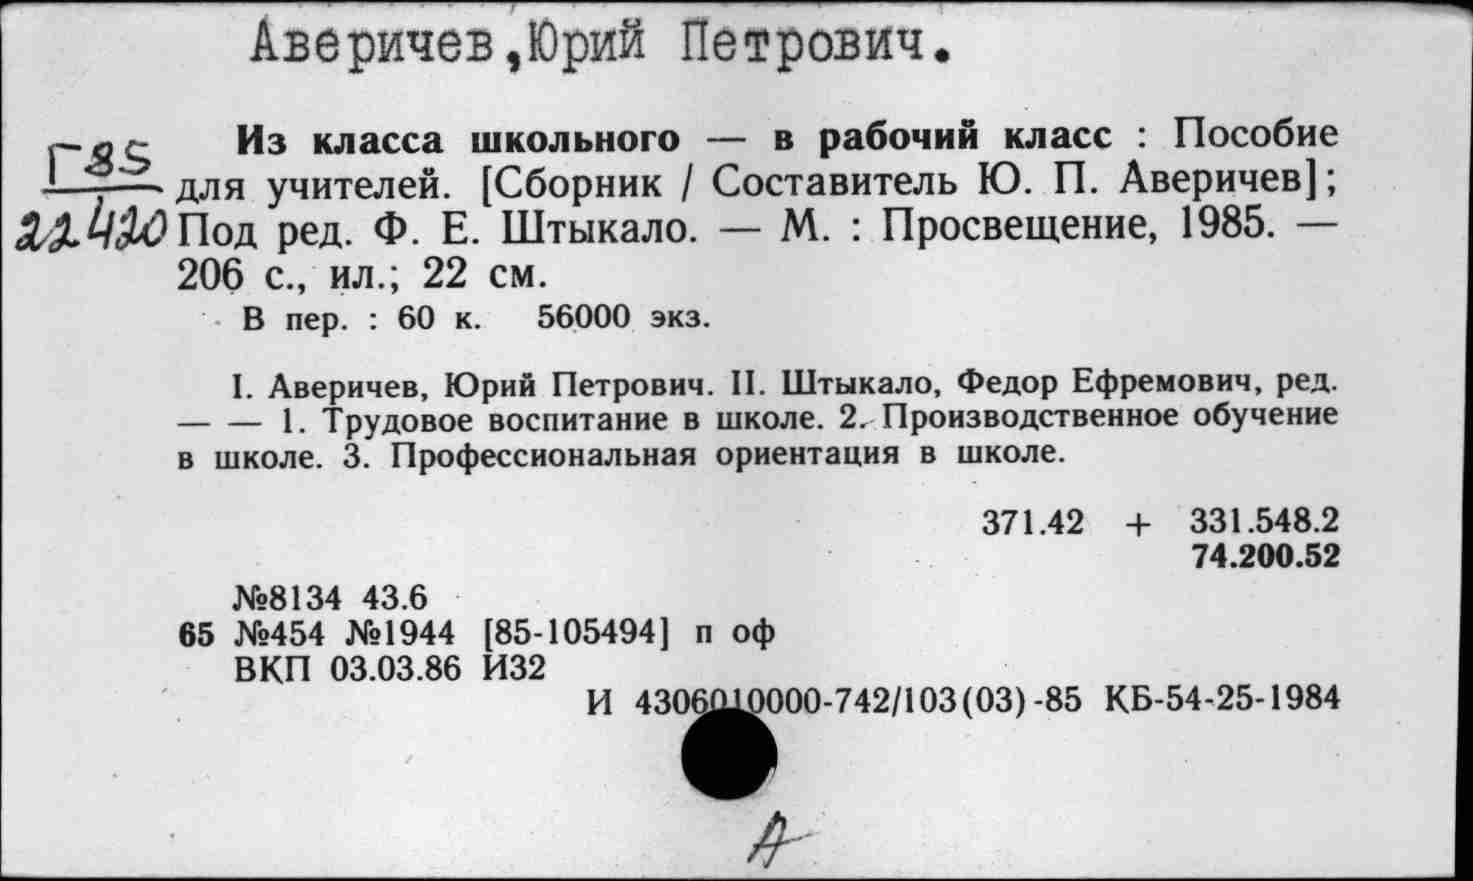 Аверичев,Юрий Петрович.
Из класса школьного — в рабочий класс : Пособие
Г85
для учителей. [Сборник / Составитель Ю. П. Аверичев];
22420
Под ред. Ф. Е. Штыкало. — М. : Просвещение, 1985. —
206 с., ил.; 22 см.
В пер. : 60 к. 56000 экз.
I. Аверичев, Юрий Петрович. II. Штыкало, Федор Ефремович, ред.
— — 1. Трудовое воспитание в школе. 2. Производственное обучение
в школе. 3. Профессиональная ориентация в школе.
371.42 + 331.548.2
74.200.52
№8134 43.6
65 №454 №1944 [85-105494] п оф
ВКП 03.03.86 И32
И 4306010000-742/103(03)-85 КБ-54-25-1984
А